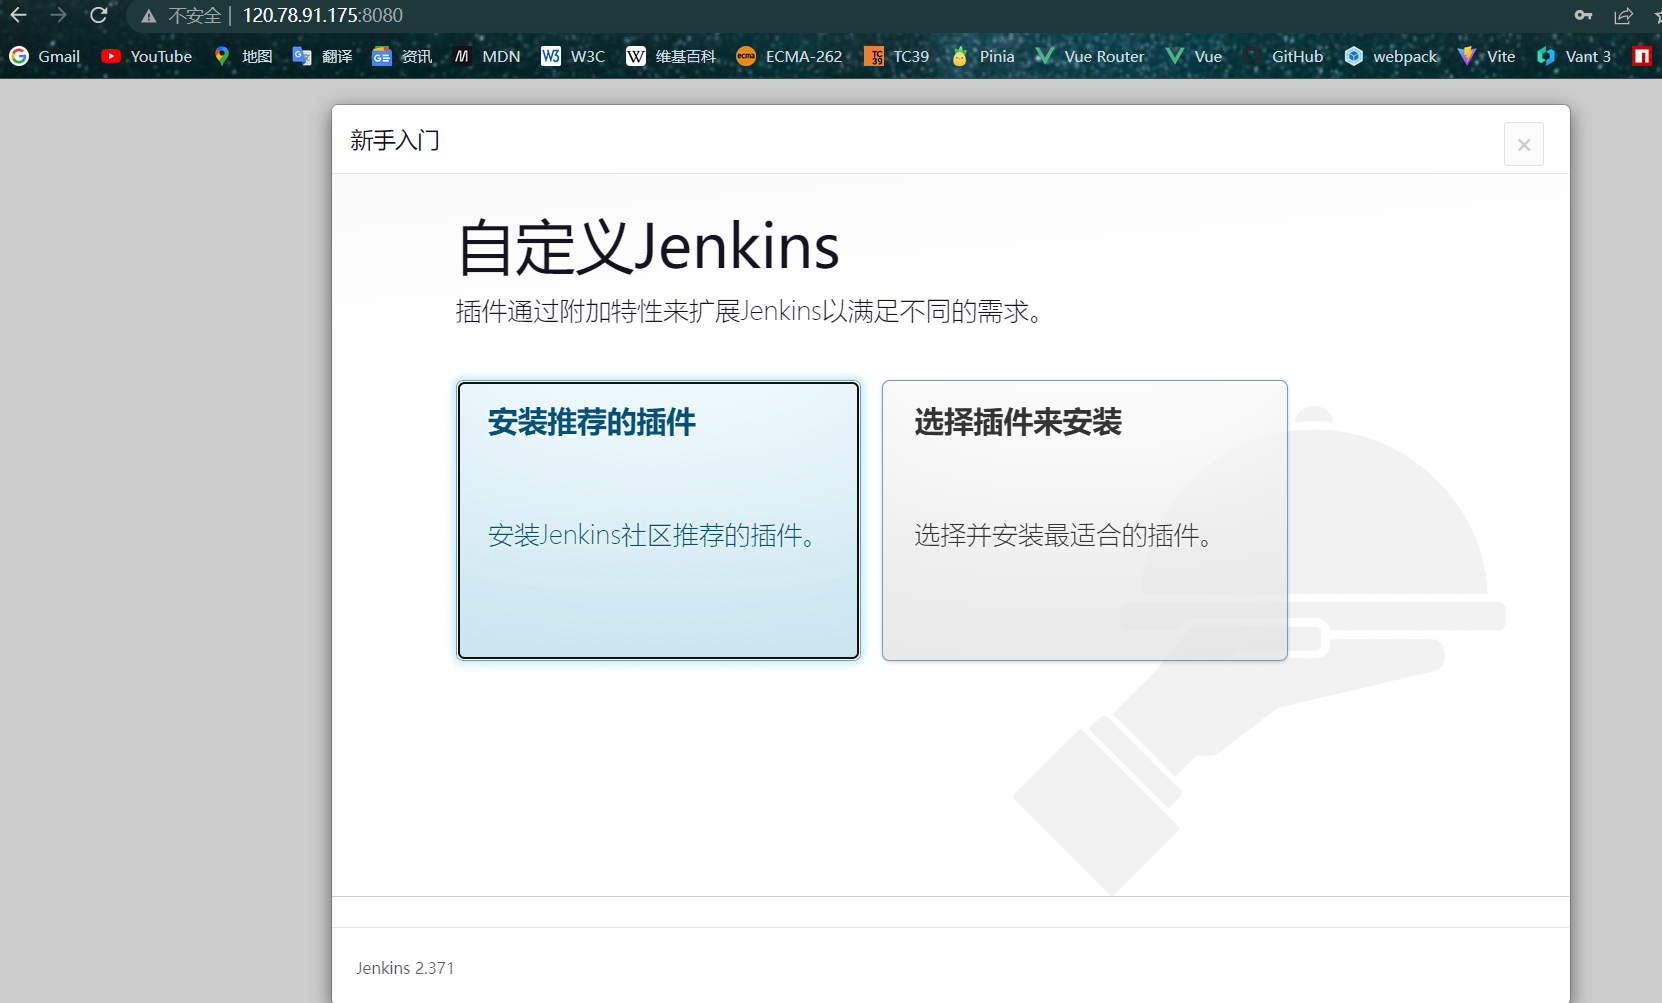 不安全 | 120.78.91.175:8080
Gmail YouTube 地图 翻译 资讯 MDN W3C 维基百科 ECMA-262 TC39 Pinia Vue Router Vue GitHub webpack Vite Vant 3
新手入门
×
自定义Jenkins
插件通过附加特性来扩展Jenkins以满足不同的需求。
安装推荐的插件
安装Jenkins社区推荐的插件。
选择插件来安装
选择并安装最适合的插件。
Jenkins 2.371